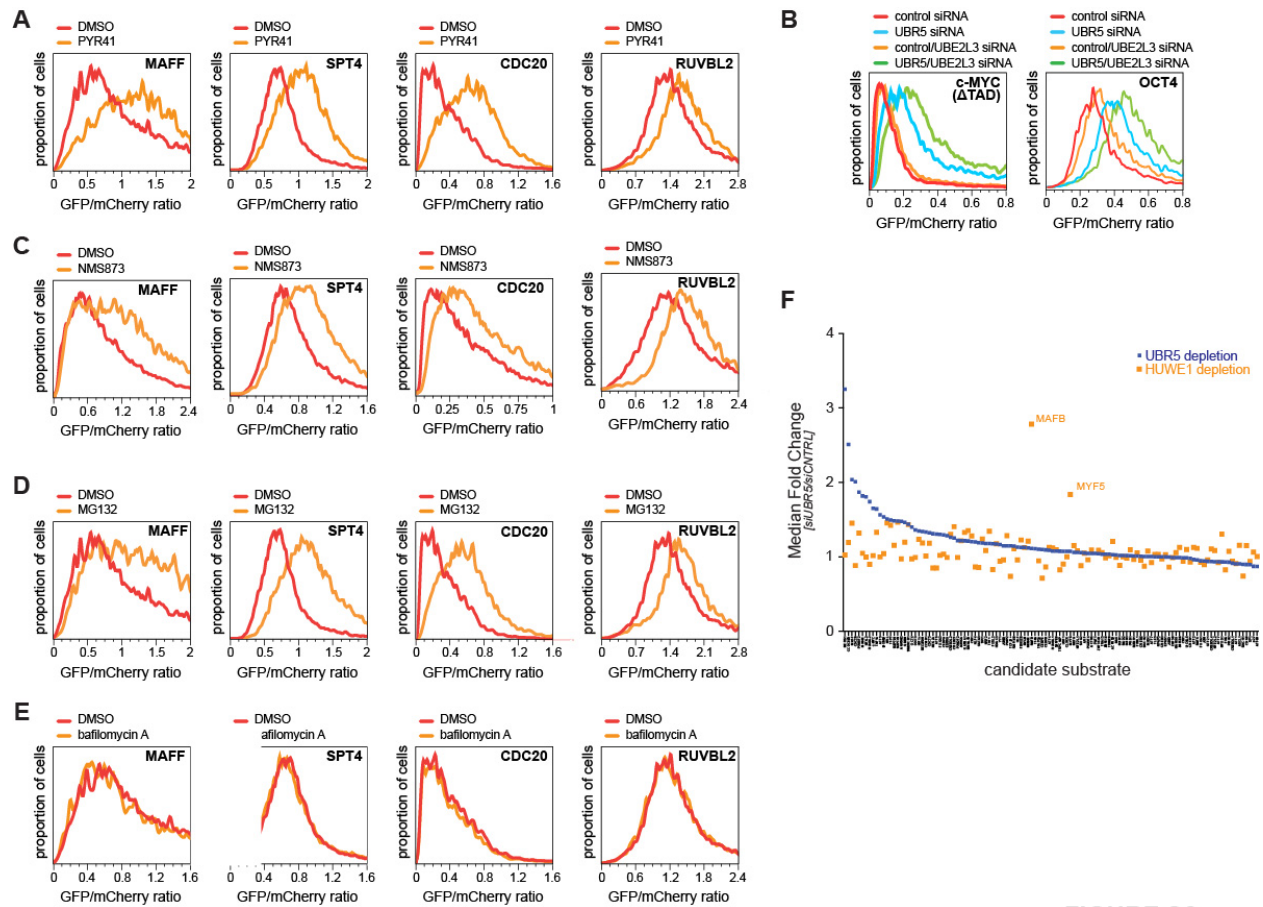 A
DMSO
PYR41
MAFF
proportion of cells
0 0.5 1 1.5 2
GFP/mCherry ratio
DMSO
PYR41
SPT4
proportion of cells
0 0.5 1 1.5 2
GFP/mCherry ratio
DMSO
PYR41
CDC20
proportion of cells
0 0.4 0.8 1.2 1.6
GFP/mCherry ratio
DMSO
PYR41
RUVBL2
proportion of cells
0 0.7 1.4 2.1 2.8
GFP/mCherry ratio
B
control siRNA
UBR5 siRNA
control/UBE2L3 siRNA
UBR5/UBE2L3 siRNA
c-MYC
(ΔTAD)
proportion of cells
0 0.2 0.4 0.6 0.8
GFP/mCherry ratio
control siRNA
UBR5 siRNA
control/UBE2L3 siRNA
UBR5/UBE2L3 siRNA
OCT4
proportion of cells
0 0.2 0.4 0.6 0.8
GFP/mCherry ratio
C
DMSO
NMS873
MAFF
proportion of cells
0 0.6 1.2 1.8 2.4
GFP/mCherry ratio
DMSO
NMS873
SPT4
proportion of cells
0 0.4 0.8 1.2 1.6
GFP/mCherry ratio
DMSO
NMS873
CDC20
proportion of cells
0 0.25 0.5 0.75 1
GFP/mCherry ratio
DMSO
NMS873
RUVBL2
proportion of cells
0 0.6 1.2 1.8 2.4
GFP/mCherry ratio
D
DMSO
MG132
MAFF
proportion of cells
0 0.5 1 1.5 2
GFP/mCherry ratio
DMSO
MG132
SPT4
proportion of cells
0 0.5 1 1.5 2
GFP/mCherry ratio
DMSO
MG132
CDC20
proportion of cells
0 0.4 0.8 1.2 1.6
GFP/mCherry ratio
DMSO
MG132
RUVBL2
proportion of cells
0 0.7 1.4 2.1 2.8
GFP/mCherry ratio
E
DMSO
bafilomycin A
MAFF
proportion of cells
0 0.4 0.8 1.2 1.6
GFP/mCherry ratio
DMSO
afilomycin A
SPT4
proportion of cells
0 0.4 0.8 1.2 1.6
GFP/mCherry ratio
DMSO
bafilomycin A
CDC20
proportion of cells
0 0.4 0.8 1.2 1.6
GFP/mCherry ratio
DMSO
bafilomycin A
RUVBL2
proportion of cells
0 0.6 1.2 1.8 2.4
GFP/mCherry ratio
F
UBR5 depletion
HUWE1 depletion
MAFB
MYF5
Median Fold Change
[siUBR5/siCNTRL]
4
3
2
1
0
candidate substrate